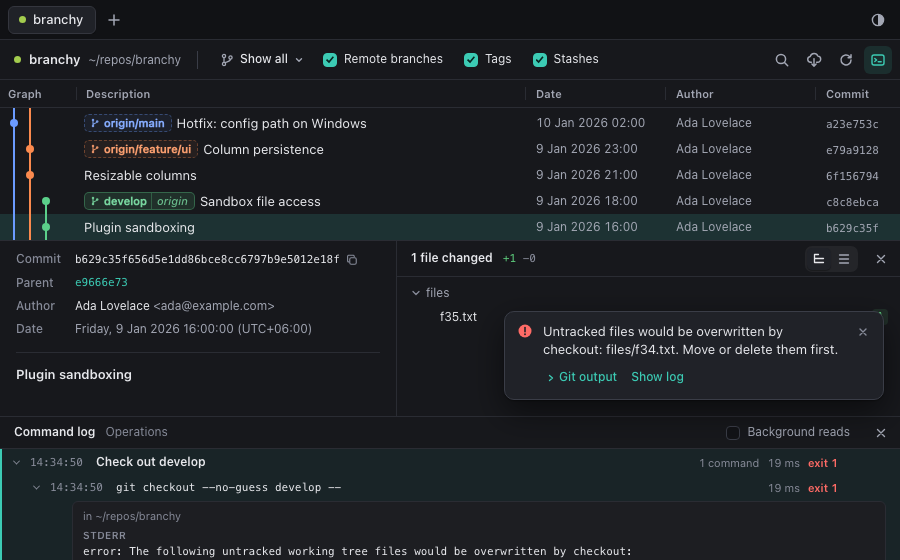 branchy
branchy ~/repos/branchy Show all Remote branches Tags Stashes
Graph Description Date Author Commit
origin/main Hotfix: config path on Windows 10 Jan 2026 02:00 Ada Lovelace a23e753c
origin/feature/ui Column persistence 9 Jan 2026 23:00 Ada Lovelace e79a9128
Resizable columns 9 Jan 2026 21:00 Ada Lovelace 6f156794
develop origin Sandbox file access 9 Jan 2026 18:00 Ada Lovelace c8c8ebca
Plugin sandboxing 9 Jan 2026 16:00 Ada Lovelace b629c35f
Commit b629c35f656d5e1dd86bce8cc6797b9e5012e18f
Parent e9666e73
Author Ada Lovelace <ada@example.com>
Date Friday, 9 Jan 2026 16:00:00 (UTC+06:00)
Plugin sandboxing
1 file changed +1 −0
files
f35.txt
Untracked files would be overwritten by
checkout: files/f34.txt. Move or delete them first.
Git output Show log
Command log Operations Background reads
14:34:50 Check out develop 1 command 19 ms exit 1
14:34:50 git checkout --no-guess develop -- 19 ms exit 1
in ~/repos/branchy
STDERR
error: The following untracked working tree files would be overwritten by checkout: